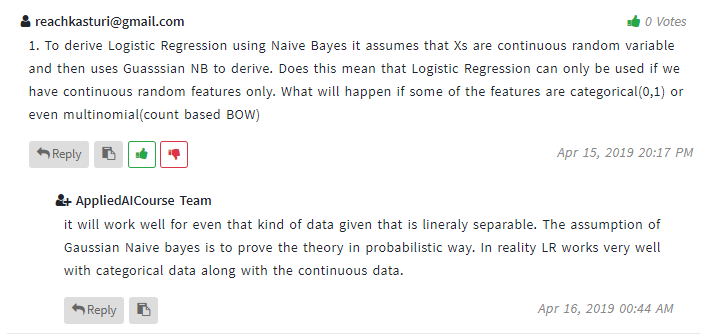 reachkasturi@gmail.com
0 Votes
1. To derive Logistic Regression using Naive Bayes it assumes that Xs are continuous random variable
and then uses Guasssian NB to derive. Does this mean that Logistic Regression can only be used if we
have continuous random features only. What will happen if some of the features are categorical(0,1) or
even multinomial(count based BOW)
Reply
Apr 15, 2019 20:17 PM
AppliedAICourse Team
it will work well for even that kind of data given that is lineraly separable. The assumption of
Gaussian Naive bayes is to prove the theory in probabilistic way. In reality LR works very well
with categorical data along with the continuous data.
Reply
Apr 16, 2019 00:44 AM